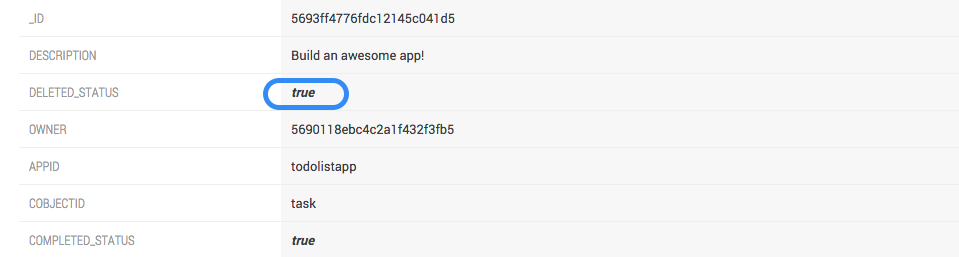 _ID 5693ff4776fdc12145c041d5
DESCRIPTION Build an awesome app!
DELETED_STATUS true
OWNER 5690118ebc4c2a1f432f3fb5
APPID todolistapp
COBJECTID task
COMPLETED_STATUS true